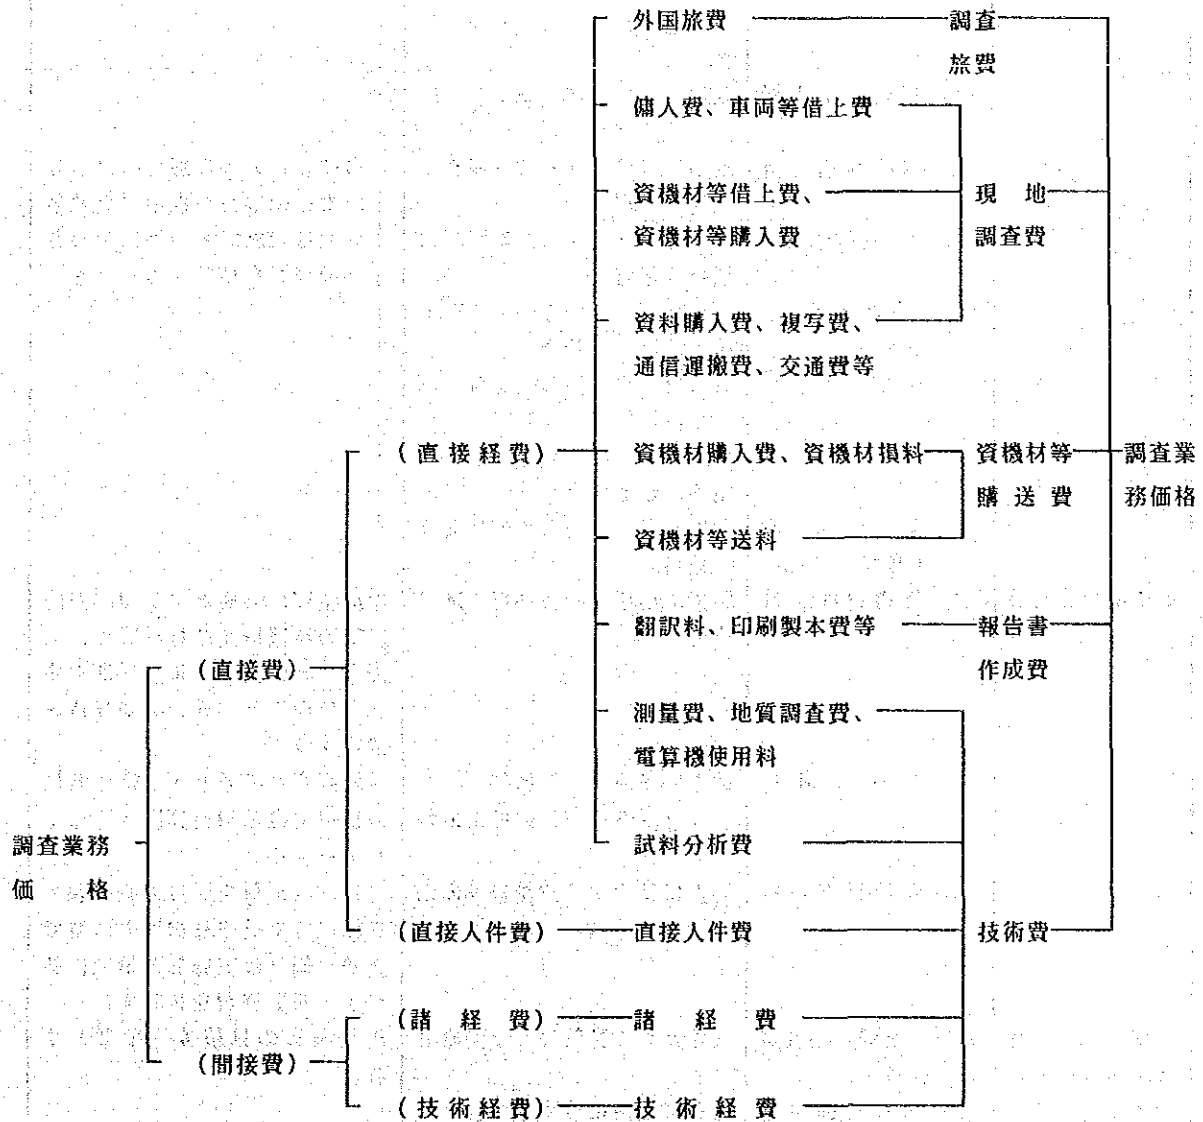 外国旅費
調査
旅費
傭人費、車両等借上費
資機材等借上費、
資機材等購入費
現 地
調査費
資料購入費、複写費、
通信運搬費、交通費等
(直接経費)
資機材購入費、資機材損料
資機材等
購送費
調査業
務価格
資機材等送料
翻訳料、印刷製本費等
報告書
作成費
(直接費)
測量費、地質調査費、
電算機使用料
調査業務
価 格
試料分析費
(直接人件費)
直接人件費
技術費
(諸 経 費)
諸 経 費
(間接費)
(技術経費)
技術経費